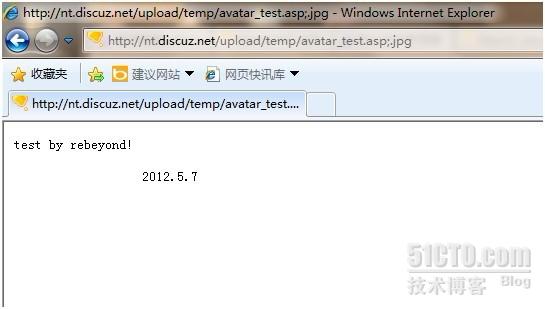 http://nt.discuz.net/upload/temp/avatar_test.asp;.jpg - Windows Internet Explorer
http://nt.discuz.net/upload/temp/avatar_test.asp;.jpg
收藏夹 建议网站 网页快讯库
http://nt.discuz.net/upload/temp/avatar_test....
test by rebeyond!
2012.5.7
51CTO.com
技术博客 Blog